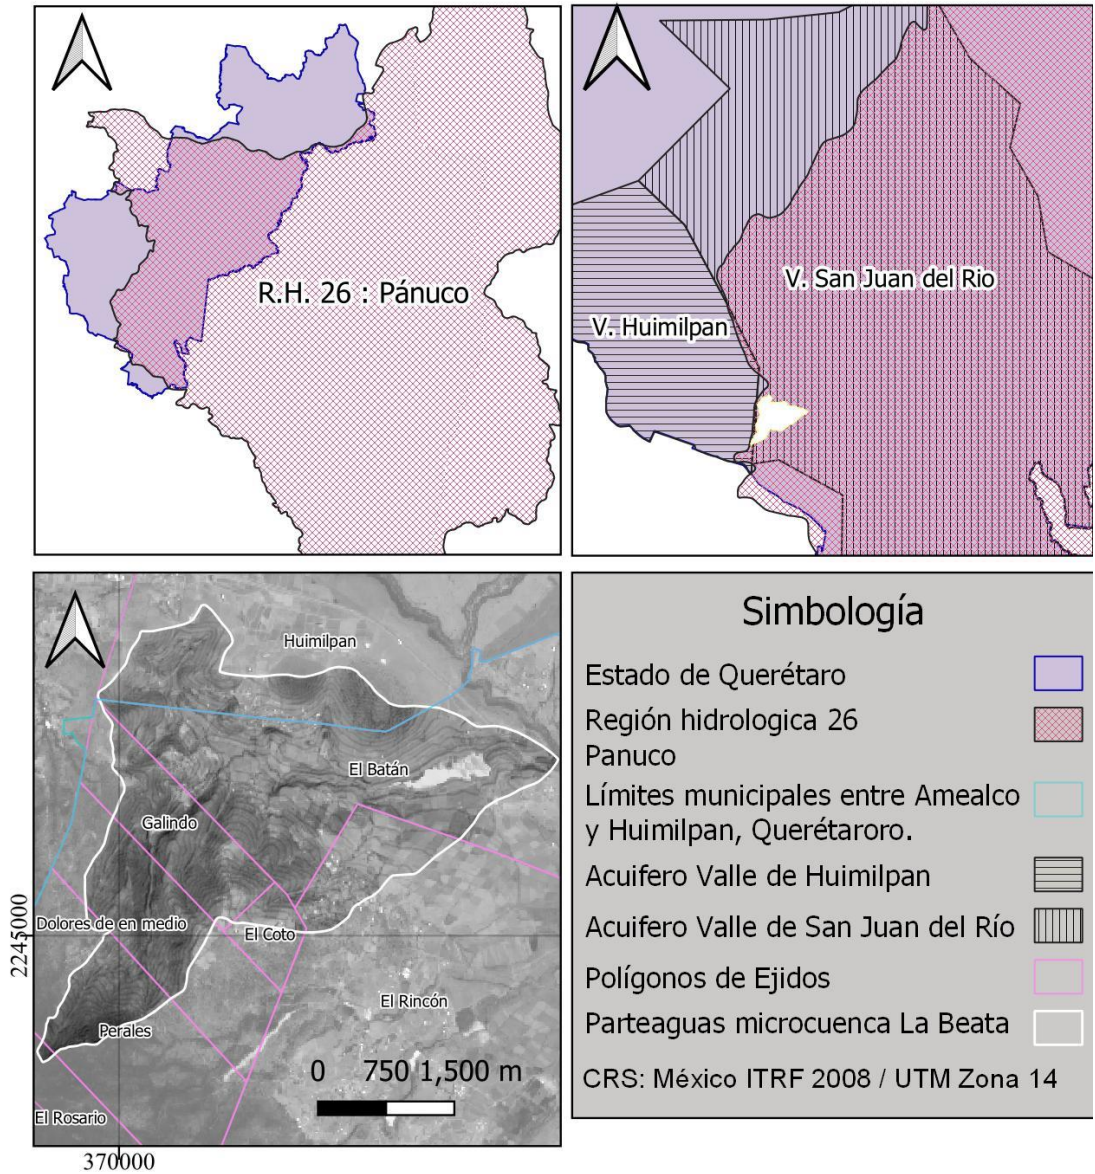 R.H. 26 : Pánuco
V. San Juan del Rio
V. Huimilpan
Huimilpan
El Batán
Galindo
Dolores de en medio
El Coto
El Rincón
Perales
El Rosario
0 750 1,500 m
2245000
370000
Simbología
Estado de Querétaro
Región hidrologica 26
Panuco
Límites municipales entre Amealco
y Huimilpan, Querétaroro.
Acuifero Valle de Huimilpan
Acuifero Valle de San Juan del Río
Polígonos de Ejidos
Parteaguas microcuenca La Beata
CRS: México ITRF 2008 / UTM Zona 14